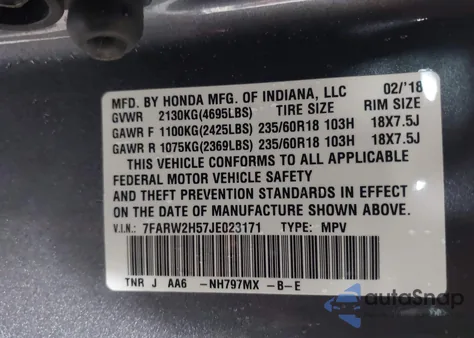 MFD. BY HONDA MFG. OF INDIANA, LLC 02/'18
GVWR 2130KG(4695LBS) TIRE SIZE RIM SIZE
GAWR F 1100KG(2425LBS) 235/60R18 103H 18X7.5J
GAWR R 1075KG(2369LBS) 235/60R18 103H 18X7.5J
THIS VEHICLE CONFORMS TO ALL APPLICABLE
FEDERAL MOTOR VEHICLE SAFETY
AND THEFT PREVENTION STANDARDS IN EFFECT
ON THE DATE OF MANUFACTURE SHOWN ABOVE.
V.I.N.: 7FARW2H57JE023171 TYPE: MPV
TNR J AA6 -NH797MX -B-E
autoSnap